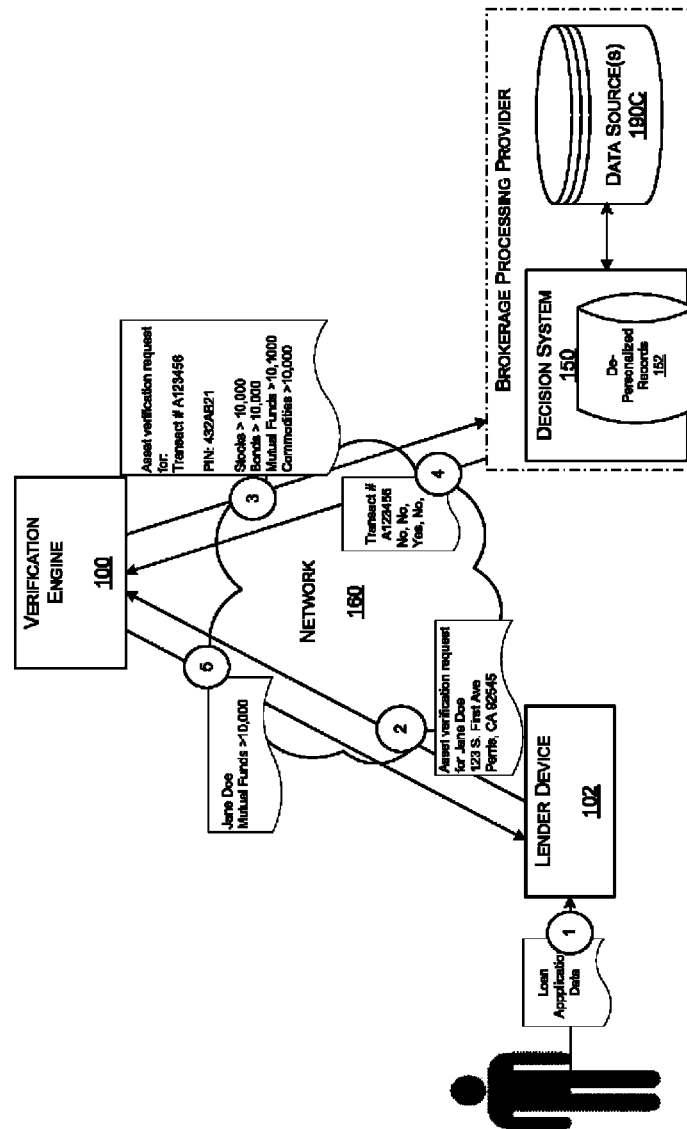 VERIFICATION
ENGINE
100
Asset verification request
for:
Transact # A123456
PIN: 432AB21
Stocks > 10,000
Bonds > 10,000
Mutual Funds >10,1000
Commodities >10,000
3
5
Jane Doe
Mutual Funds >10,000
NETWORK
160
Transact #
A123456
No, No,
Yes, No,
4
2
Asset verification request
for Jane Doe
123 S. First Ave
Perris, CA 92545
BROKERAGE PROCESSING PROVIDER
DECISION SYSTEM
150
De-
Personalized
Records
152
DATA SOURCE(S)
190C
LENDER DEVICE
102
1
Loan
Appplication
Data